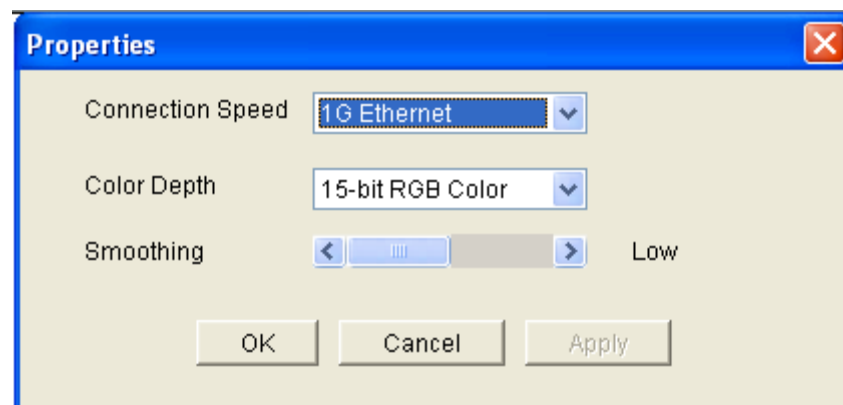 Properties
Connection Speed 1G Ethernet
Color Depth 15-bit RGB Color
Smoothing Low
OK Cancel Apply